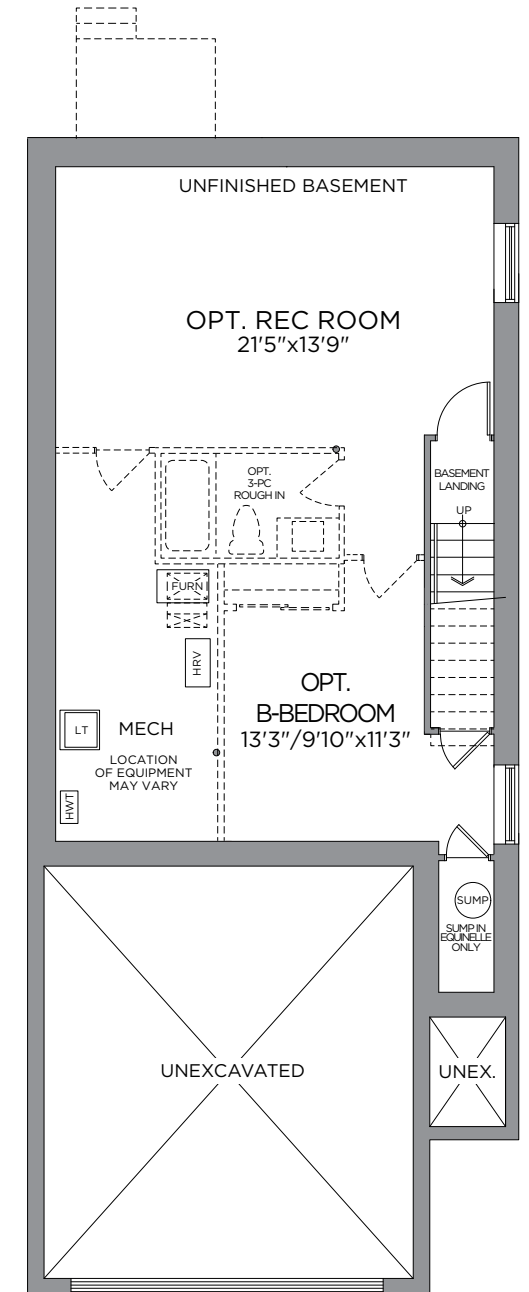 UNFINISHED BASEMENT
OPT. REC ROOM
21'5"x13'9"
OPT.
3-PC
ROUGH IN
BASEMENT
LANDING
UP
FURN
HRV
OPT.
B-BEDROOM
13'3"/9'10"x11'3"
LT
MECH
LOCATION
OF EQUIPMENT
MAY VARY
HWT
SUMP
SUMP IN
EQUINELLE
ONLY
UNEXCAVATED
UNEX.